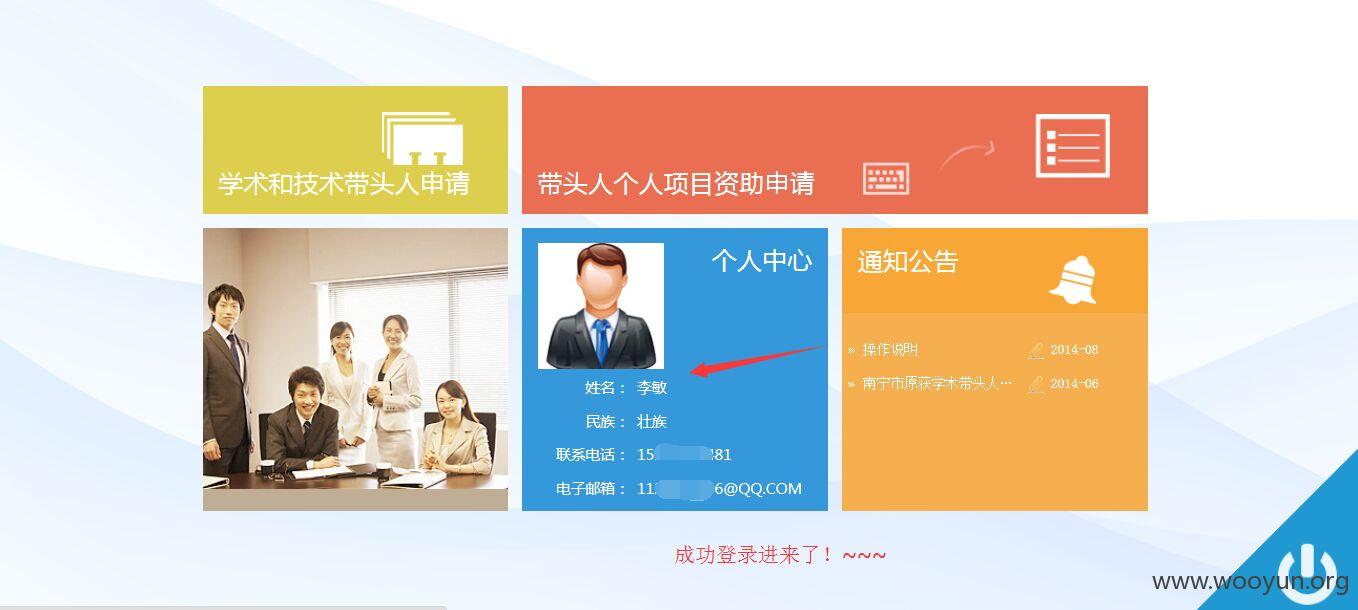 学术和技术带头人申请
带头人个人项目资助申请
个人中心
姓名： 李敏
民族： 壮族
联系电话： 15 481
电子邮箱： 11 6@QQ.COM
通知公告
» 操作说明 2014-08
» 南宁市原获学术带头人… 2014-06
成功登录进来了！~~~
www.wooyun.org